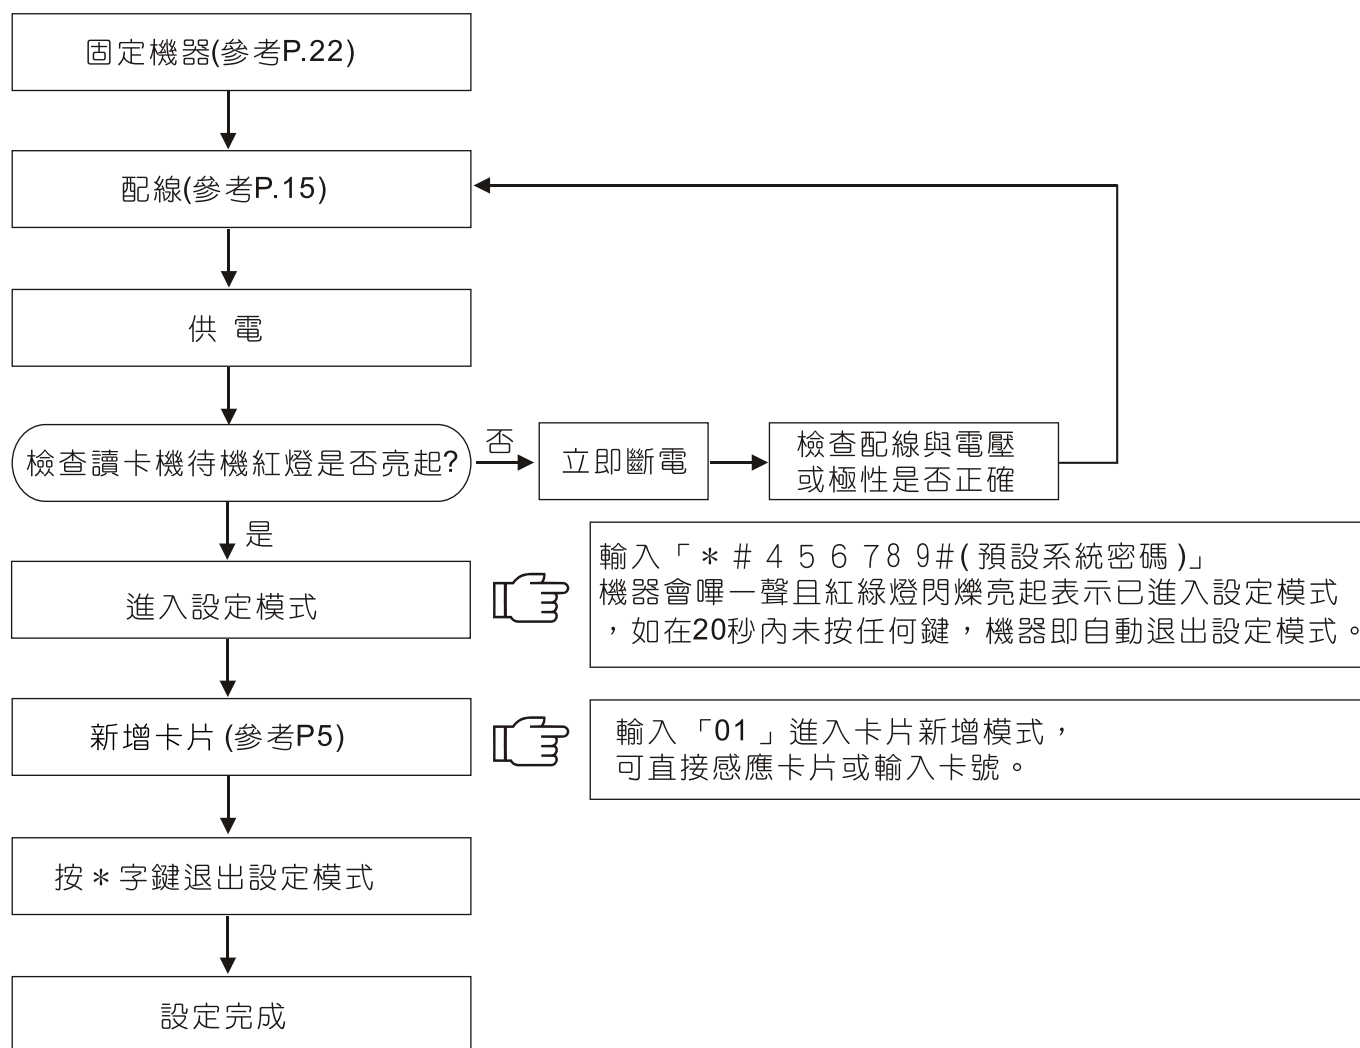 固定機器(參考P.22)
配線(參考P.15)
供 電
檢查讀卡機待機紅燈是否亮起?
否
立即斷電
檢查配線與電壓
或極性是否正確
是
進入設定模式
輸入「*#456789#(預設系統密碼)」
機器會嗶一聲且紅綠燈閃爍亮起表示已進入設定模式
，如在20秒內未按任何鍵，機器即自動退出設定模式。
新增卡片(參考P5)
輸入「01」進入卡片新增模式，
可直接感應卡片或輸入卡號。
按*字鍵退出設定模式
設定完成